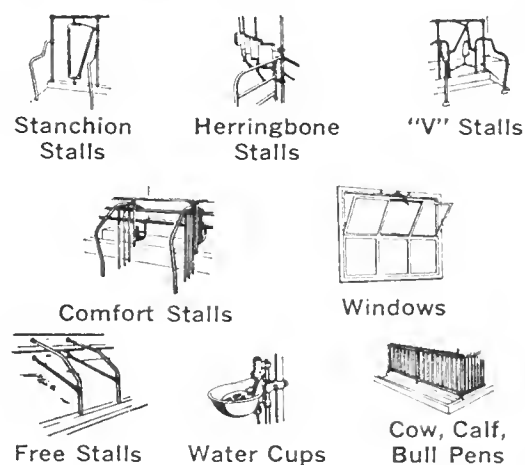 Stanchion
Stalls
Herringbone
Stalls
"V" Stalls
Comfort Stalls
Windows
Free Stalls
Water Cups
Cow, Calf,
Bull Pens